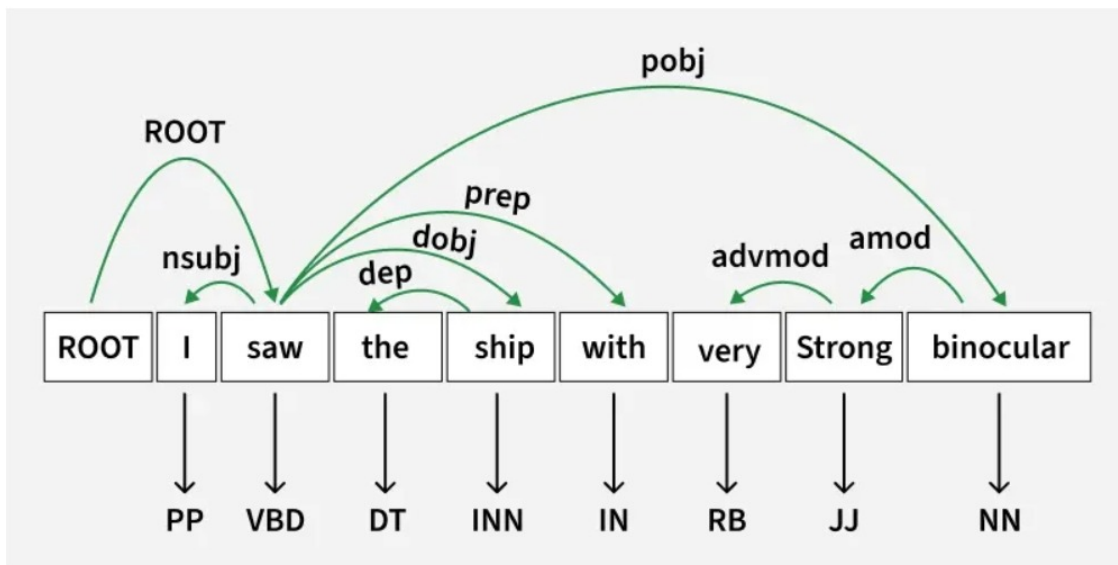 pobj
ROOT
prep
dobj
nsubj
dep
advmod
amod
ROOT I saw the ship with very Strong binocular
PP VBD DT INN IN RB JJ NN